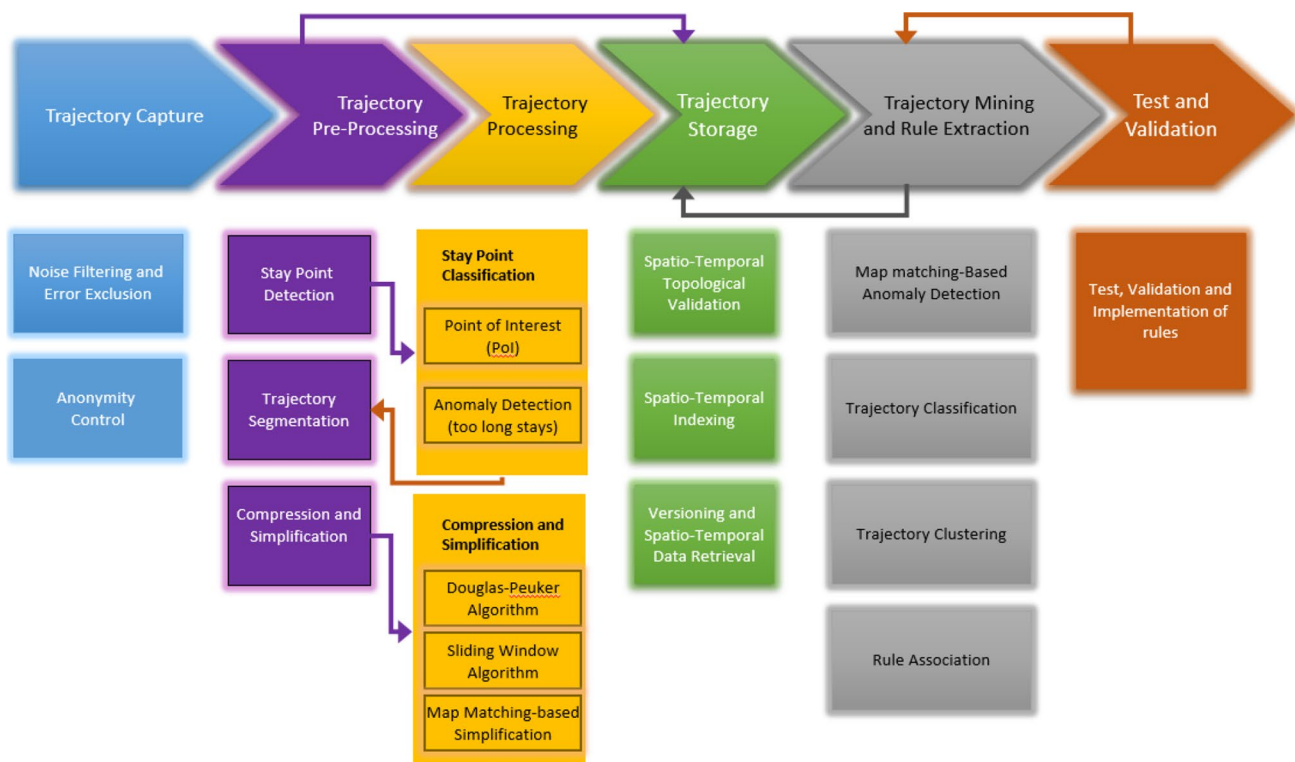 Trajectory Capture
Trajectory
Pre-Processing
Trajectory
Processing
Trajectory
Storage
Trajectory Mining
and Rule Extraction
Test and
Validation
Noise Filtering and
Error Exclusion
Anonymity
Control
Stay Point
Detection
Trajectory
Segmentation
Compression and
Simplification
Stay Point
Classification
Point of Interest
(PoI)
Anomaly Detection
(too long stays)
Compression and
Simplification
Douglas-Peuker
Algorithm
Sliding Window
Algorithm
Map Matching-based
Simplification
Spatio-Temporal
Topological
Validation
Spatio-Temporal
Indexing
Versioning and
Spatio-Temporal
Data Retrieval
Map matching-Based
Anomaly Detection
Trajectory Classification
Trajectory Clustering
Rule Association
Test, Validation and
Implementation of
rules